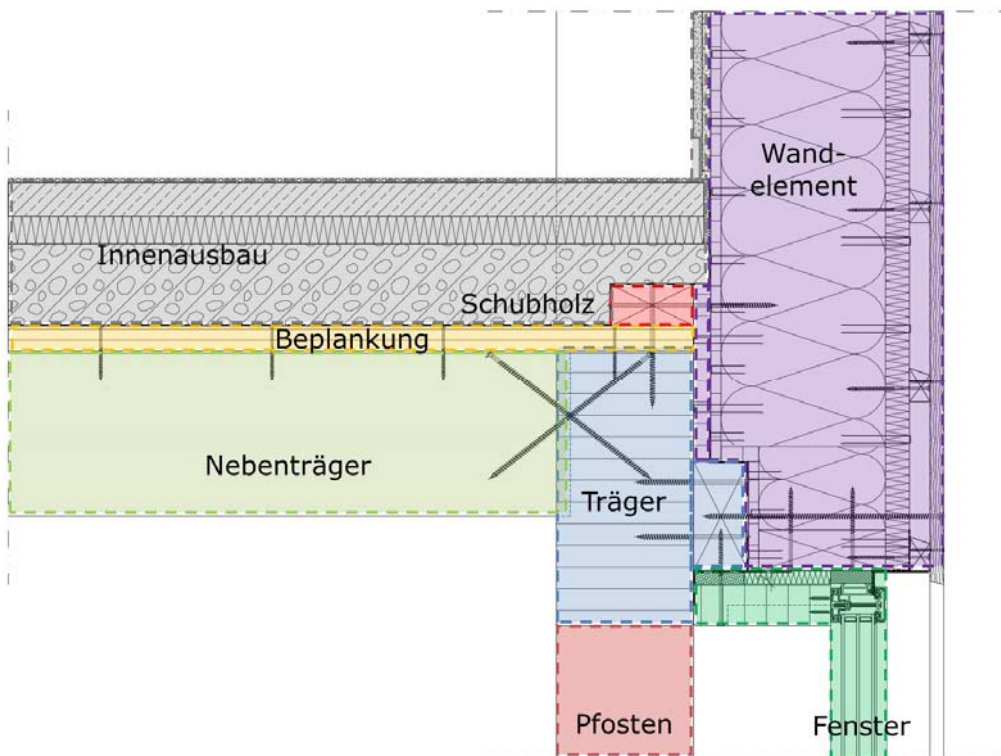 Wand-
element
Innenausbau
Schubholz
Beplankung
Nebenträger
Träger
Pfosten
Fenster